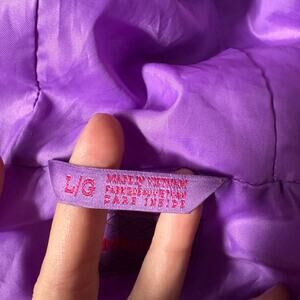 L/G
MADE IN VIETNAM
FABRIQUÉ AU VIETNAM
CARE INSIDE